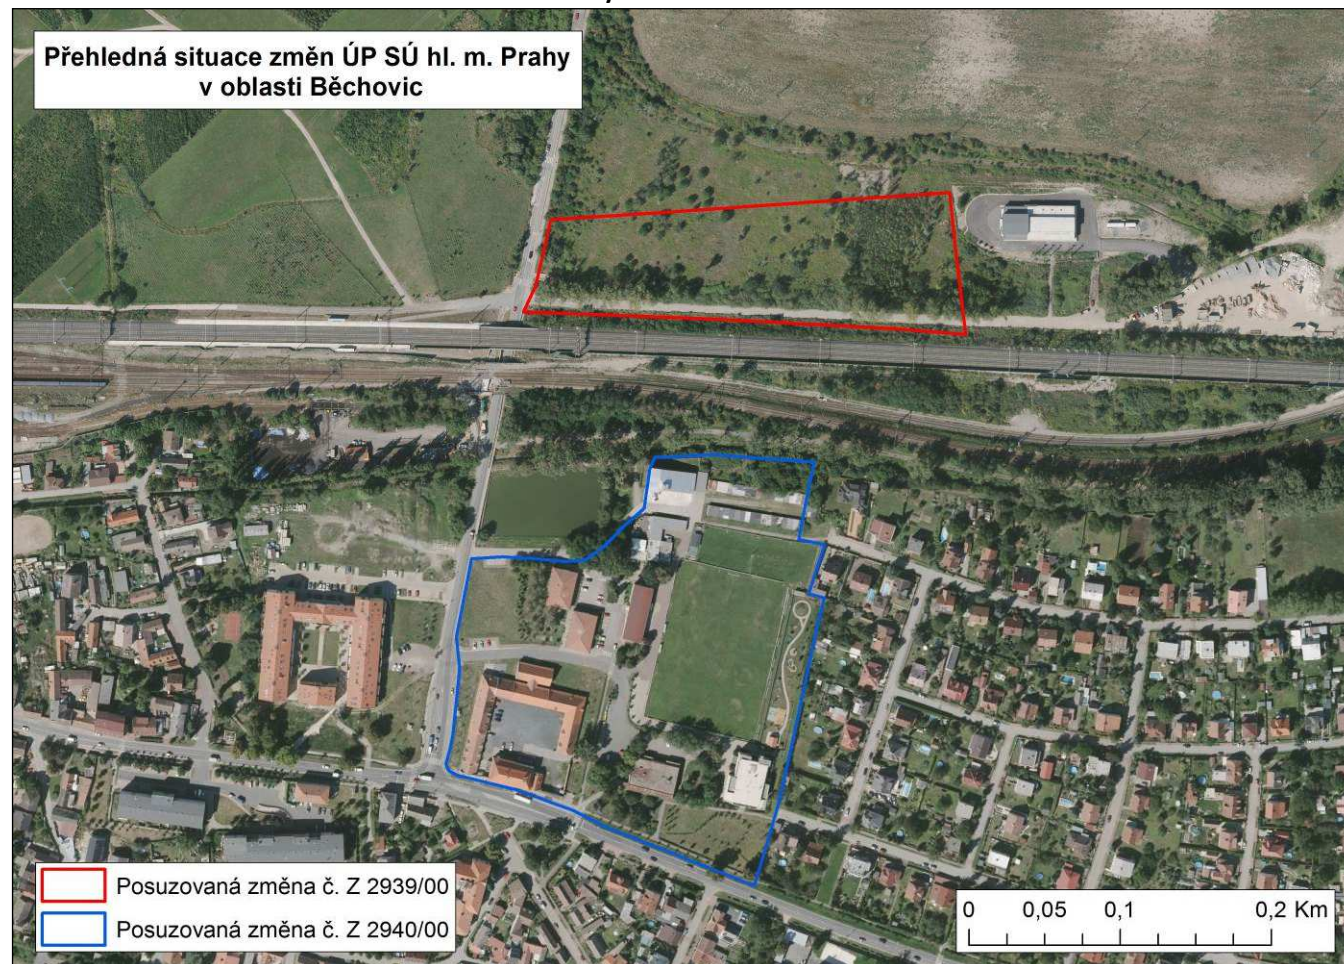 Přehledná situace změn ÚP SÚ hl. m. Prahy
v oblasti Běchovic
Posuzovaná změna č. Z 2939/00
Posuzovaná změna č. Z 2940/00
0 0,05 0,1 0,2 Km